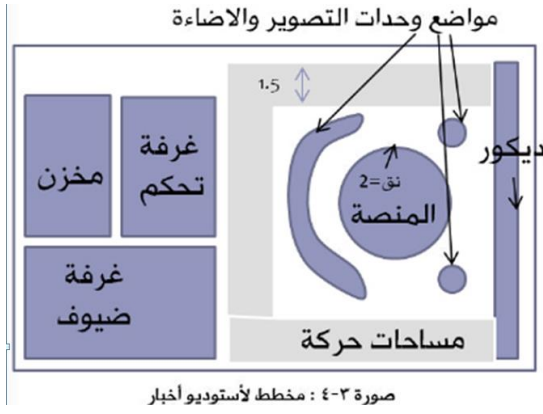 مواضع وحدات التصوير والاضاءة
1.5
غرفة
تحكم
مخزن
ديكور
نق=2
المنصة
غرفة
ضيوف
مساحات حركة
صورة ٣-٤ : مخطط لأستوديو أخبار